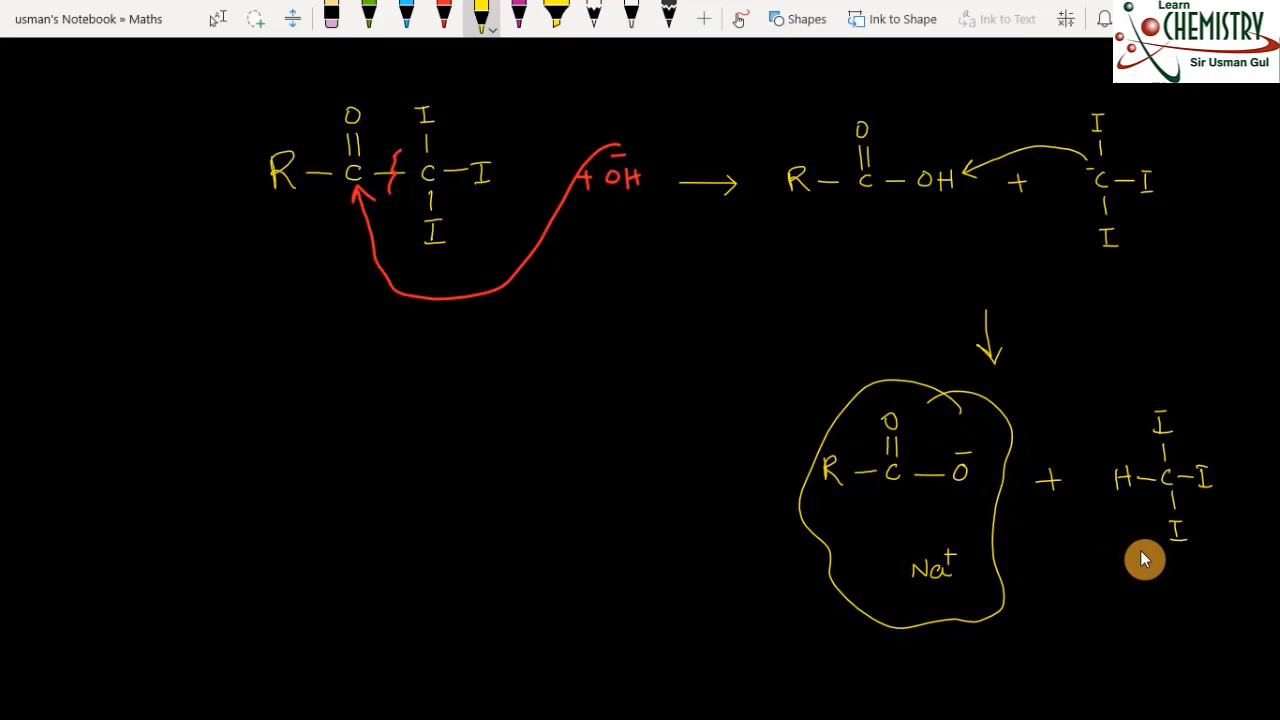 usman's Notebook » Maths
Shapes
Ink to Shape
Ink to Text
Learn
CHEMISTRY
Sir Usman Gul
O I
R – C – C – I + OH⁻ → 
I
O I
R – C – OH + ⁻C – I
I
↓
O I
R – C – O⁻ + H – C – I
I
Na⁺